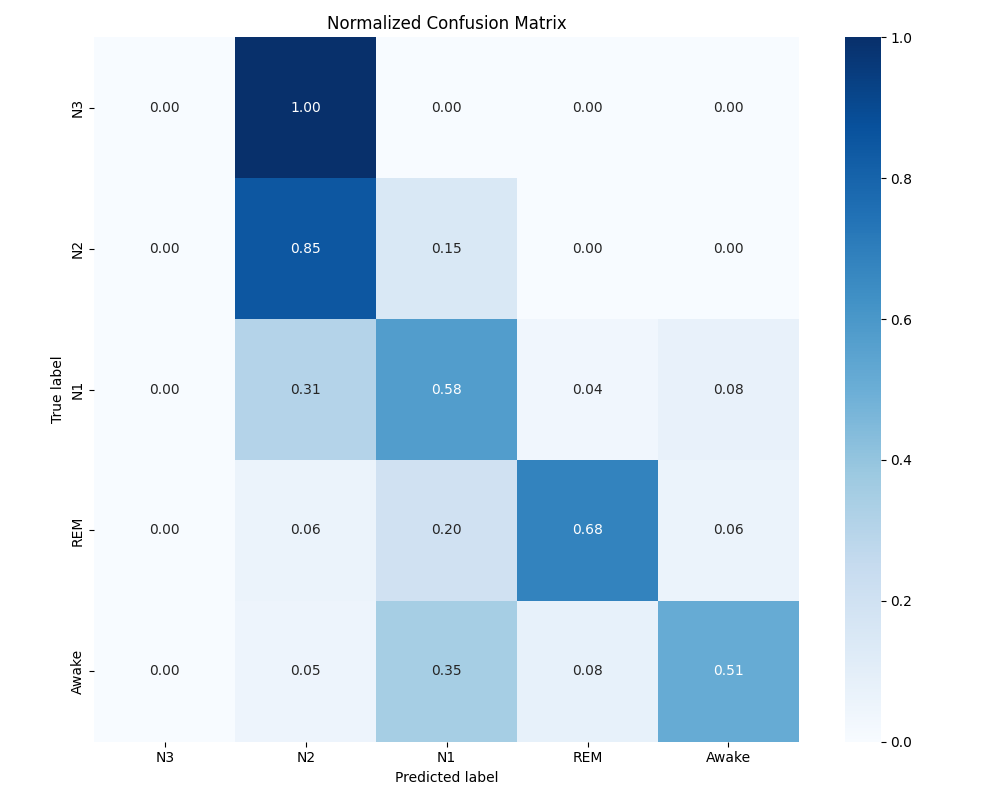 Normalized Confusion Matrix
True label
N3 0.00 1.00 0.00 0.00 0.00
N2 0.00 0.85 0.15 0.00 0.00
N1 0.00 0.31 0.58 0.04 0.08
REM 0.00 0.06 0.20 0.68 0.06
Awake 0.00 0.05 0.35 0.08 0.51
N3 N2 N1 REM Awake
Predicted label
1.0
0.8
0.6
0.4
0.2
0.0